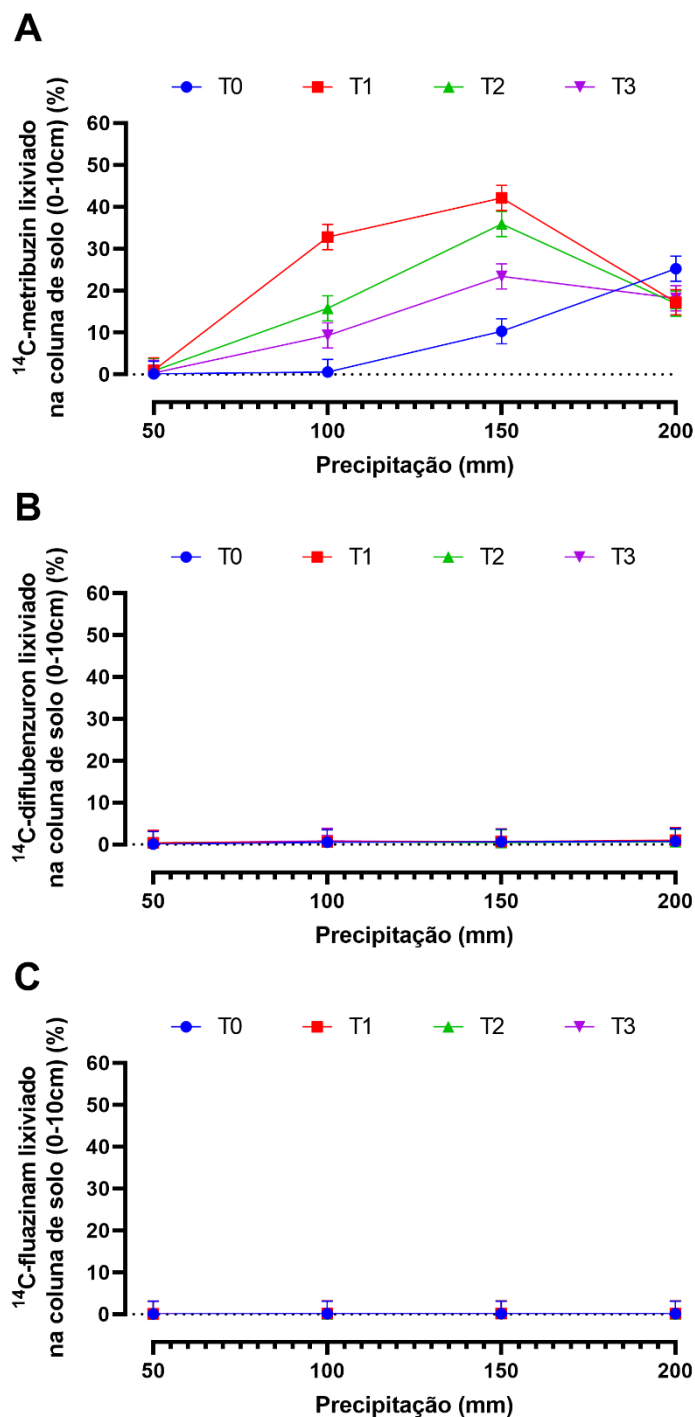 A
T0 T1 T2 T3
¹⁴C-metribuzin lixiviado
na coluna de solo (0-10cm) (%)
60
50
40
30
20
10
0
50 100 150 200
Precipitação (mm)
B
T0 T1 T2 T3
¹⁴C-diflubenzuron lixiviado
na coluna de solo (0-10cm) (%)
60
50
40
30
20
10
0
50 100 150 200
Precipitação (mm)
C
T0 T1 T2 T3
¹⁴C-fluazinam lixiviado
na coluna de solo (0-10cm) (%)
60
50
40
30
20
10
0
50 100 150 200
Precipitação (mm)